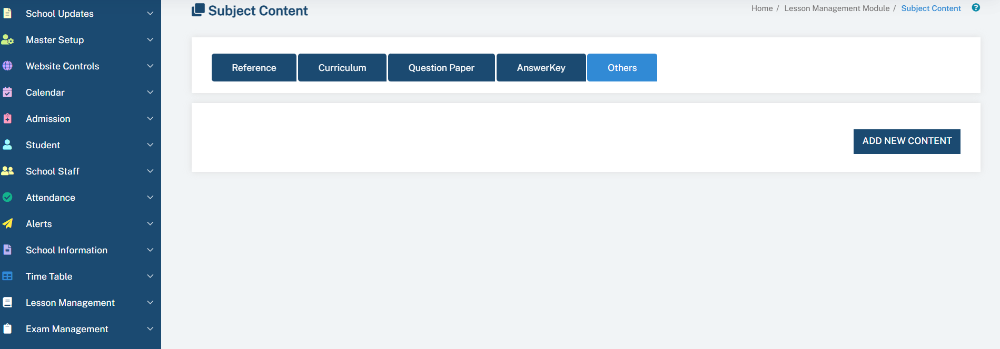 School Updates
Master Setup
Website Controls
Calendar
Admission
Student
School Staff
Attendance
Alerts
School Information
Time Table
Lesson Management
Exam Management
Subject Content
Home / Lesson Management Module / Subject Content ?
Reference Curriculum Question Paper AnswerKey Others
ADD NEW CONTENT